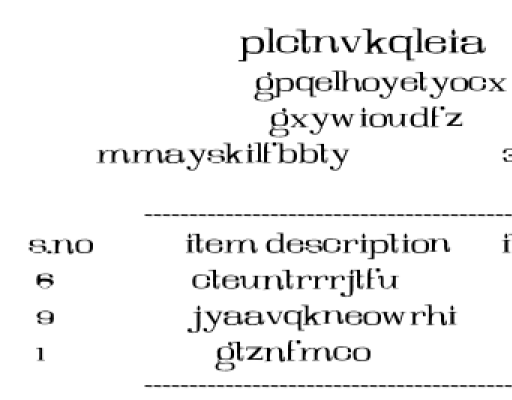 plctnvkqleia
gpqelhoyetyocx
gxywioudfz
mmayskilfbbty
--------------------------------------------
s.no item description
6 cteuntrrrjtfu
9 jyaavqkneowrhi
1 gtznfmco
--------------------------------------------